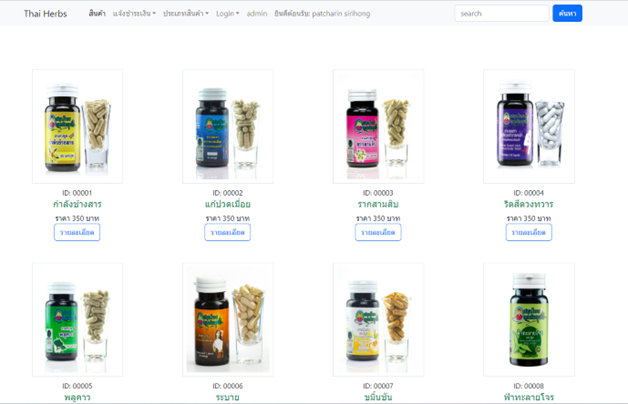 Thai Herbs สินค้า แจ้งชำระเงิน ประเภทสินค้า Login admin ยินดีต้อนรับ: patcharin sirihong search ค้นหา
ID: 00001 ID: 00002 ID: 00003 ID: 00004
กำลังช้างสาร แก้ปวดเมื่อย รากสามสิบ ริดสีดวงทวาร
ราคา 350 บาท ราคา 350 บาท ราคา 350 บาท ราคา 350 บาท
รายละเอียด รายละเอียด รายละเอียด รายละเอียด
ID: 00005 ID: 00006 ID: 00007 ID: 00008
พลูคาว ระบาย ขมิ้นชัน ฟ้าทะลายโจร